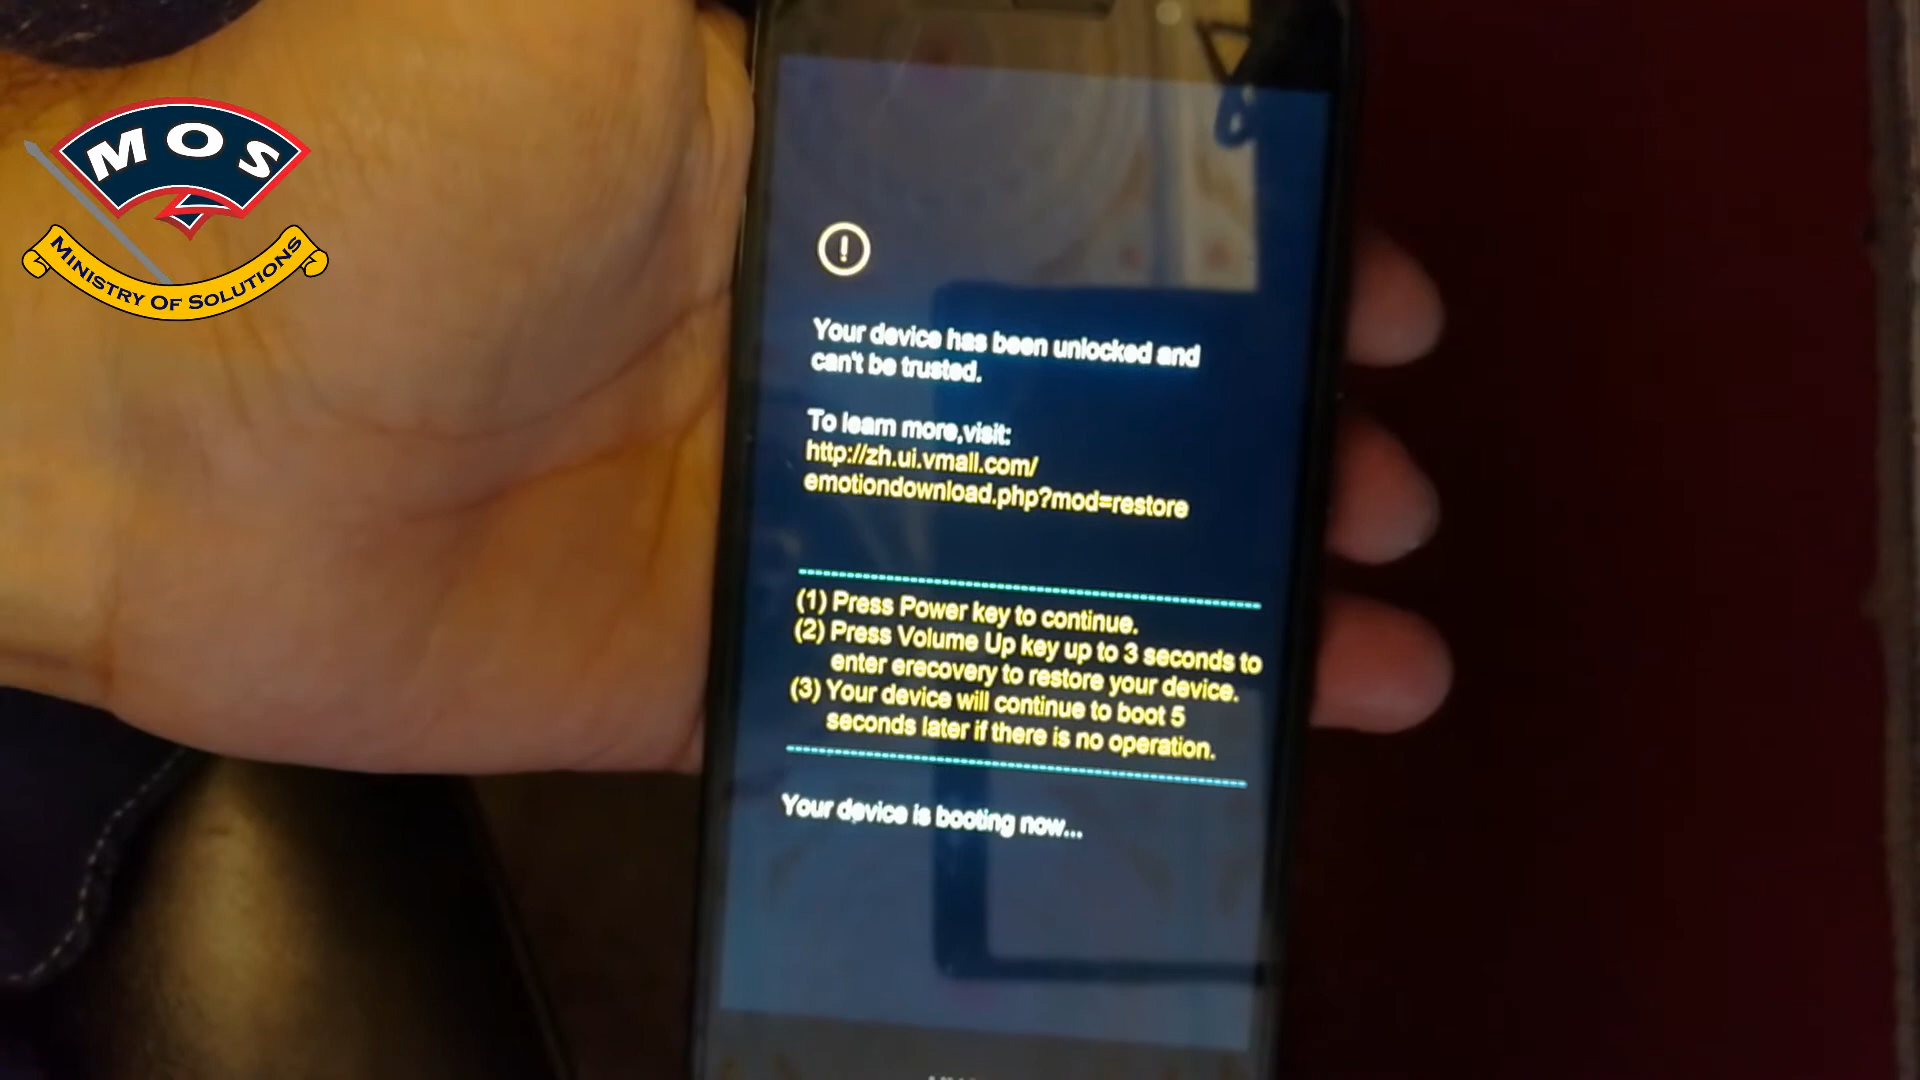 MOS
MINISTRY OF SOLUTIONS
Your device has been unlocked and
can't be trusted.
To learn more,visit:
http://zh.ui.vmall.com/
emotiondownload.php?mod=restore
(1) Press Power key to continue.
(2) Press Volume Up key up to 3 seconds to
enter erecovery to restore your device.
(3) Your device will continue to boot 5
seconds later if there is no operation.
Your device is booting now...